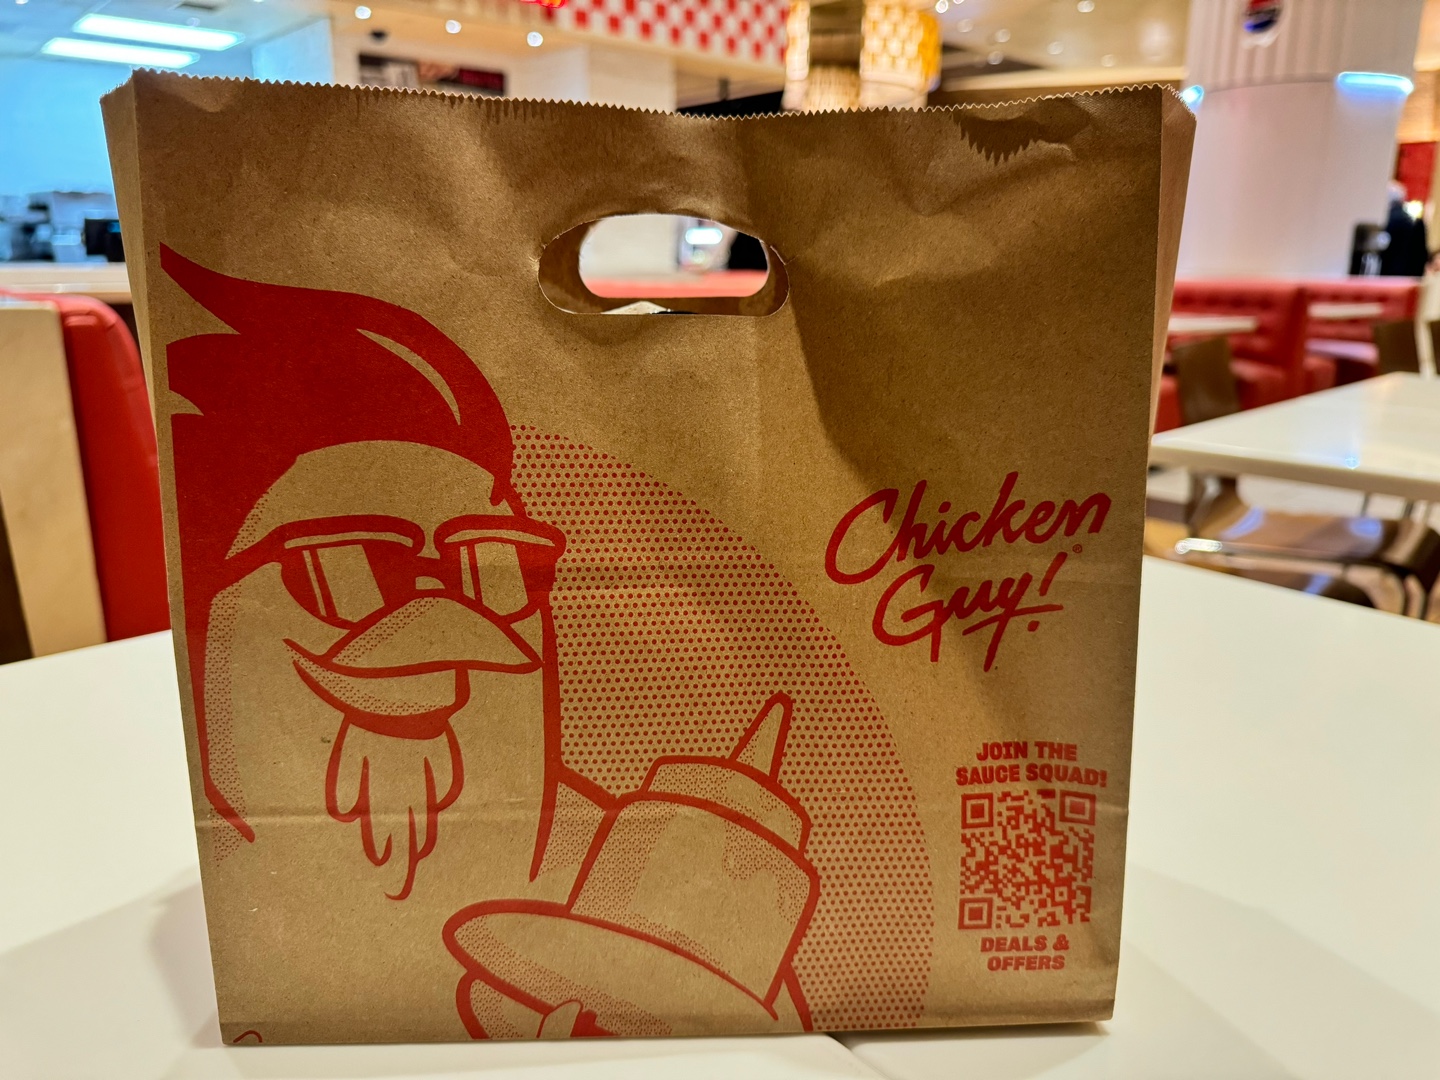 Chicken
Guy!®
JOIN THE
SAUCE SQUAD!
DEALS &
OFFERS